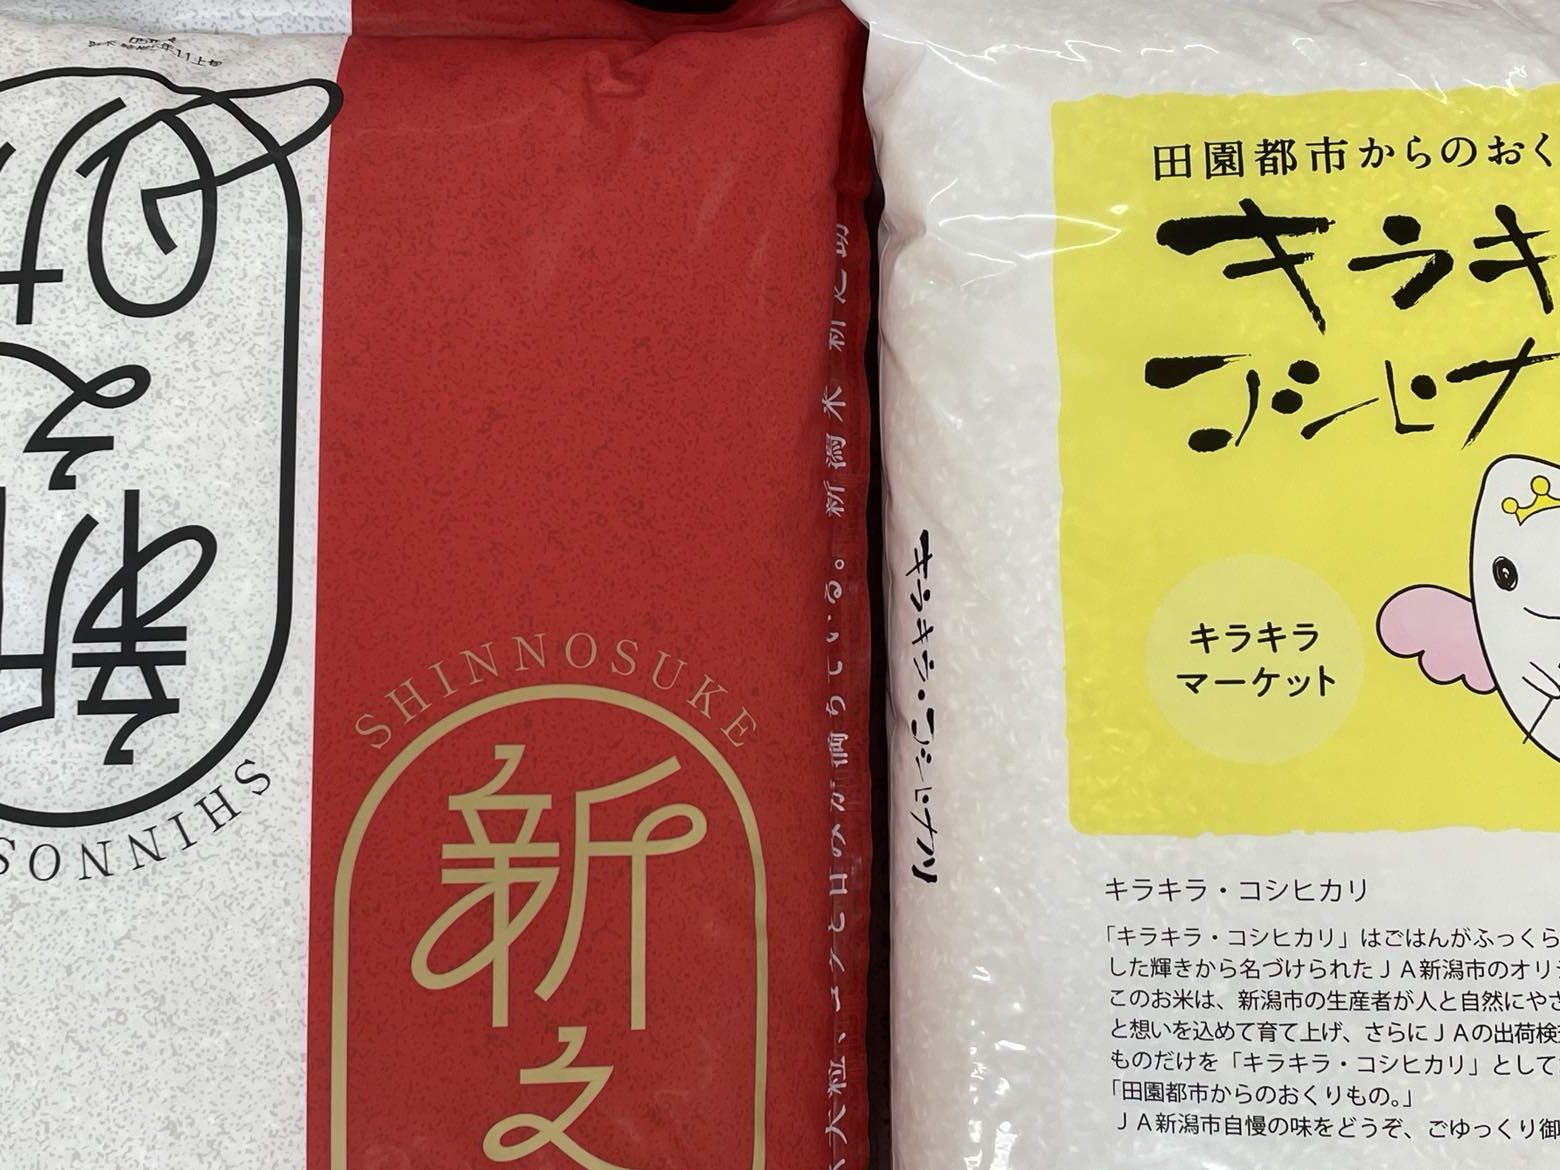 SHINNOSUKE
新之
新潟米 新之助
田園都市からのおく
キラキ
コシヒカ
キラキラ
マーケット
キラキラ・コシヒカリ
キラキラ・コシヒカリ
「キラキラ・コシヒカリ」はごはんがふっくら
した輝きから名づけられたJA新潟市のオリジ
このお米は、新潟市の生産者が人と自然にやさ
と想いを込めて育て上げ、さらにJAの出荷検査
ものだけを「キラキラ・コシヒカリ」として
「田園都市からのおくりもの。」
JA新潟市自慢の味をどうぞ、ごゆっくり御
新之助
SHINNOS